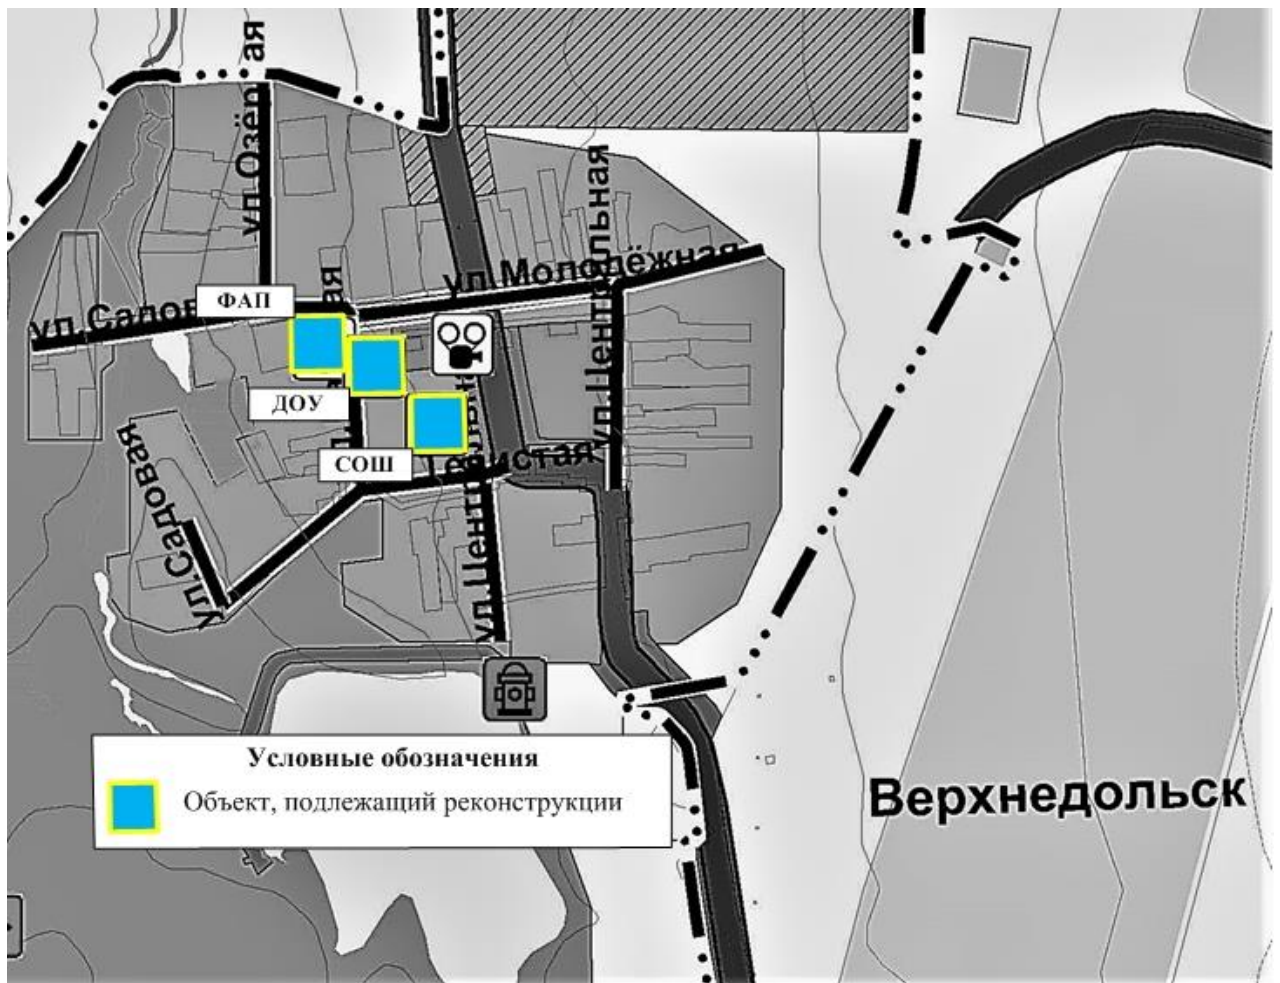 ул.Озёрная
ул.Центральная
ул.Молодёжная
ул.Садовая
ФАП
ДОУ
СОШ
Тенистая
ул.Садовая
ул.Центральная
Условные обозначения
Объект, подлежащий реконструкции
Верхнедольск